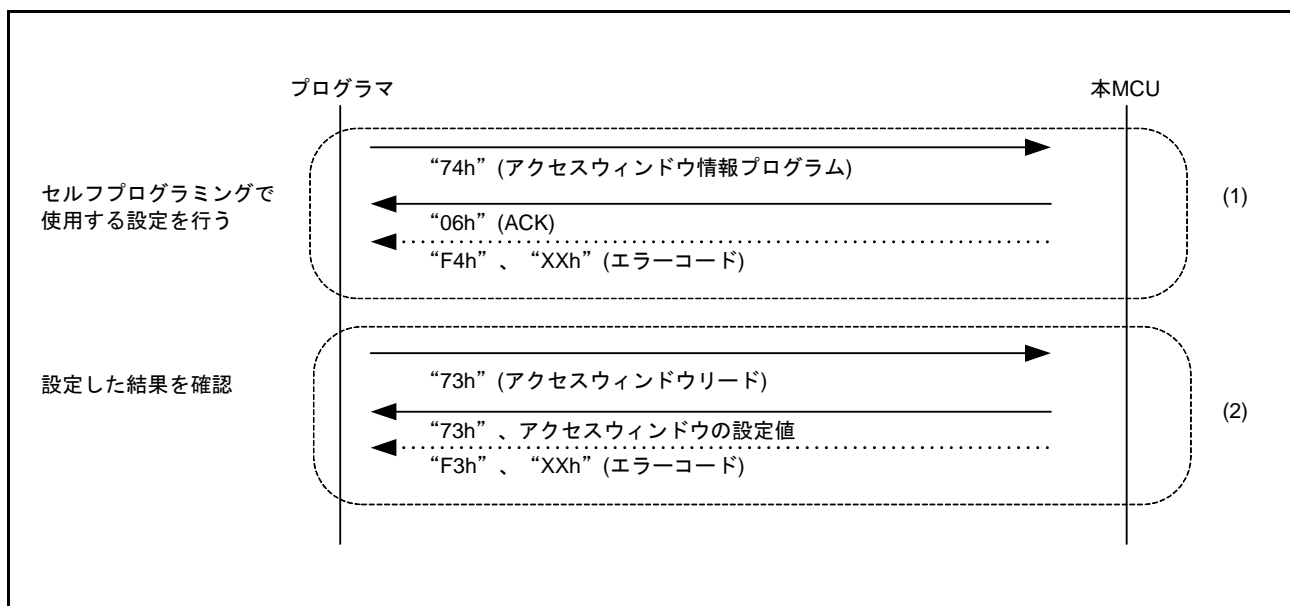 プログラマ
本MCU
セルフプログラミングで
使用する設定を行う
“74h” (アクセスウィンドウ情報プログラム)
“06h” (ACK)
“F4h” 、 “XXh” (エラーコード)
(1)
設定した結果を確認
“73h” (アクセスウィンドウリード)
“73h” 、アクセスウィンドウの設定値
“F3h” 、 “XXh” (エラーコード)
(2)